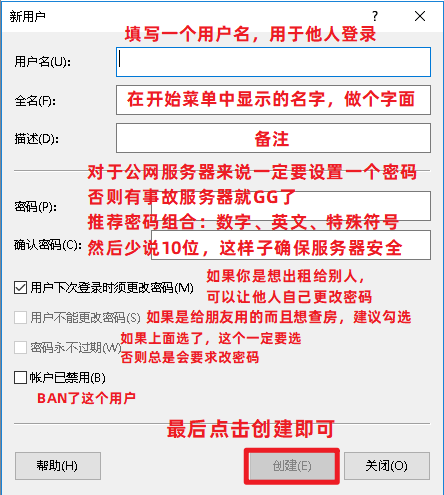 新用户
?
×
填写一个用户名，用于他人登录
用户名(U):
全名(F):
在开始菜单中显示的名字，做个字面
描述(D):
备注
对于公网服务器来说一定要设置一个密码
否则有事故服务器就GG了
密码(P):
推荐密码组合：数字、英文、特殊符号
确认密码(C):
然后少说10位，这样子确保服务器安全
用户下次登录时须更改密码(M)
如果你是想出租给别人，
可以让他人自己更改密码
用户不能更改密码(S)
如果是给朋友用的而且想查房，建议勾选
密码永不过期(W)
如果上面选了，这个一定要选
否则总是会要求改密码
帐户已禁用(B)
BAN了这个用户
最后点击创建即可
帮助(H)
创建(E)
关闭(O)